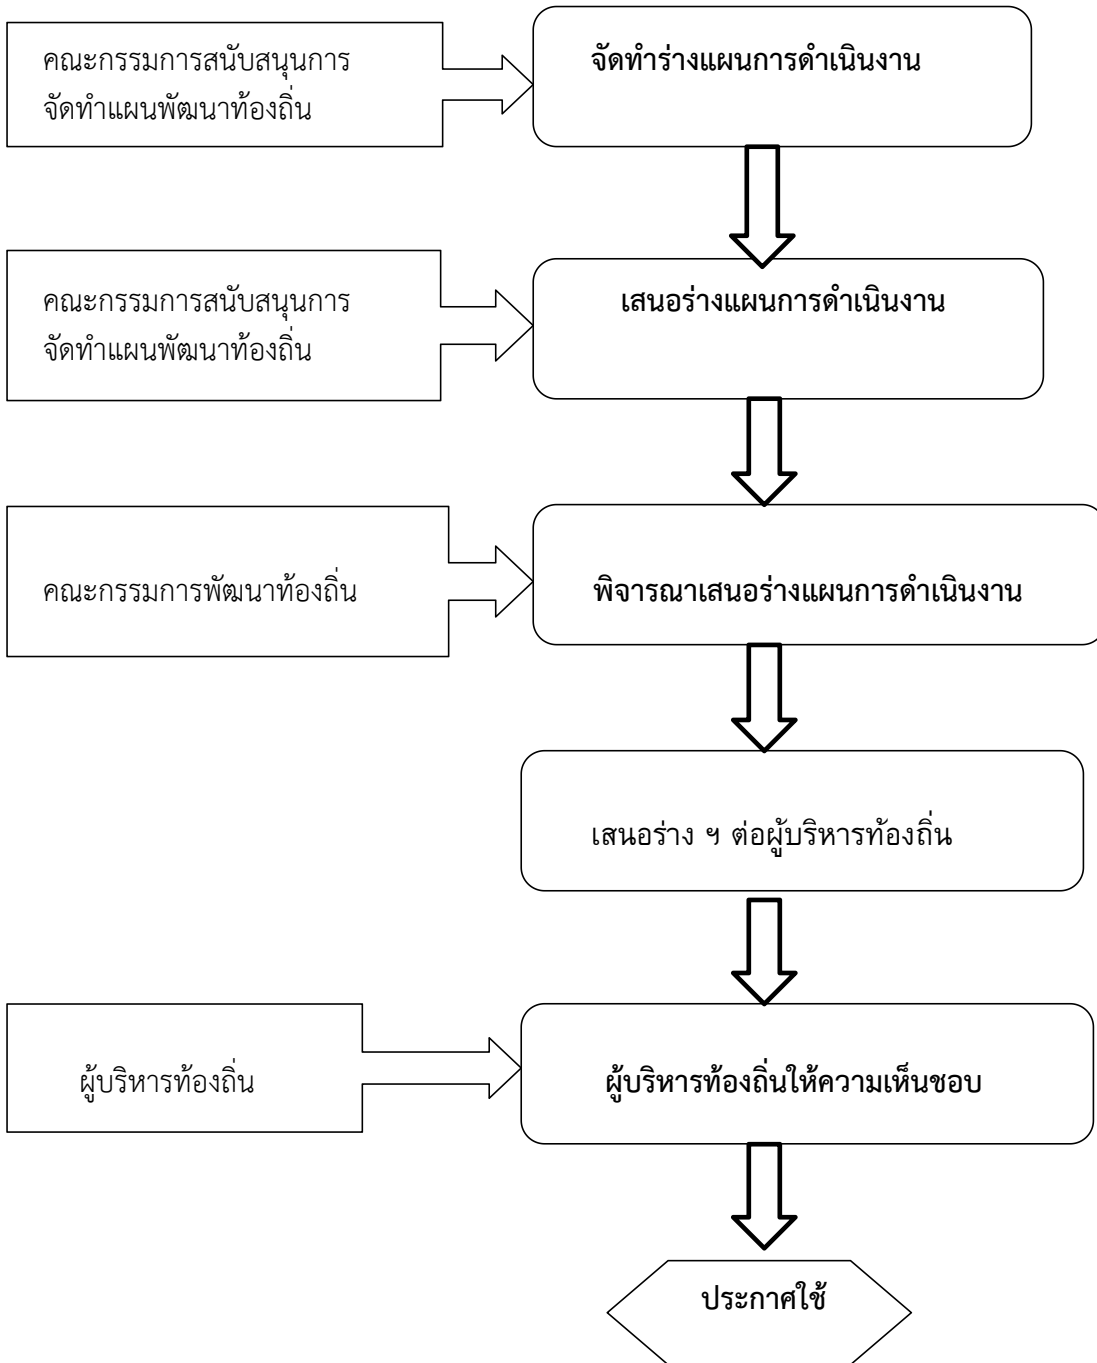 คณะกรรมการสนับสนุนการ
จัดทำแผนพัฒนาท้องถิ่น
จัดทำร่างแผนการดำเนินงาน
คณะกรรมการสนับสนุนการ
จัดทำแผนพัฒนาท้องถิ่น
เสนอร่างแผนการดำเนินงาน
คณะกรรมการพัฒนาท้องถิ่น
พิจารณาเสนอร่างแผนการดำเนินงาน
เสนอร่าง ฯ ต่อผู้บริหารท้องถิ่น
ผู้บริหารท้องถิ่น
ผู้บริหารท้องถิ่นให้ความเห็นชอบ
ประกาศใช้